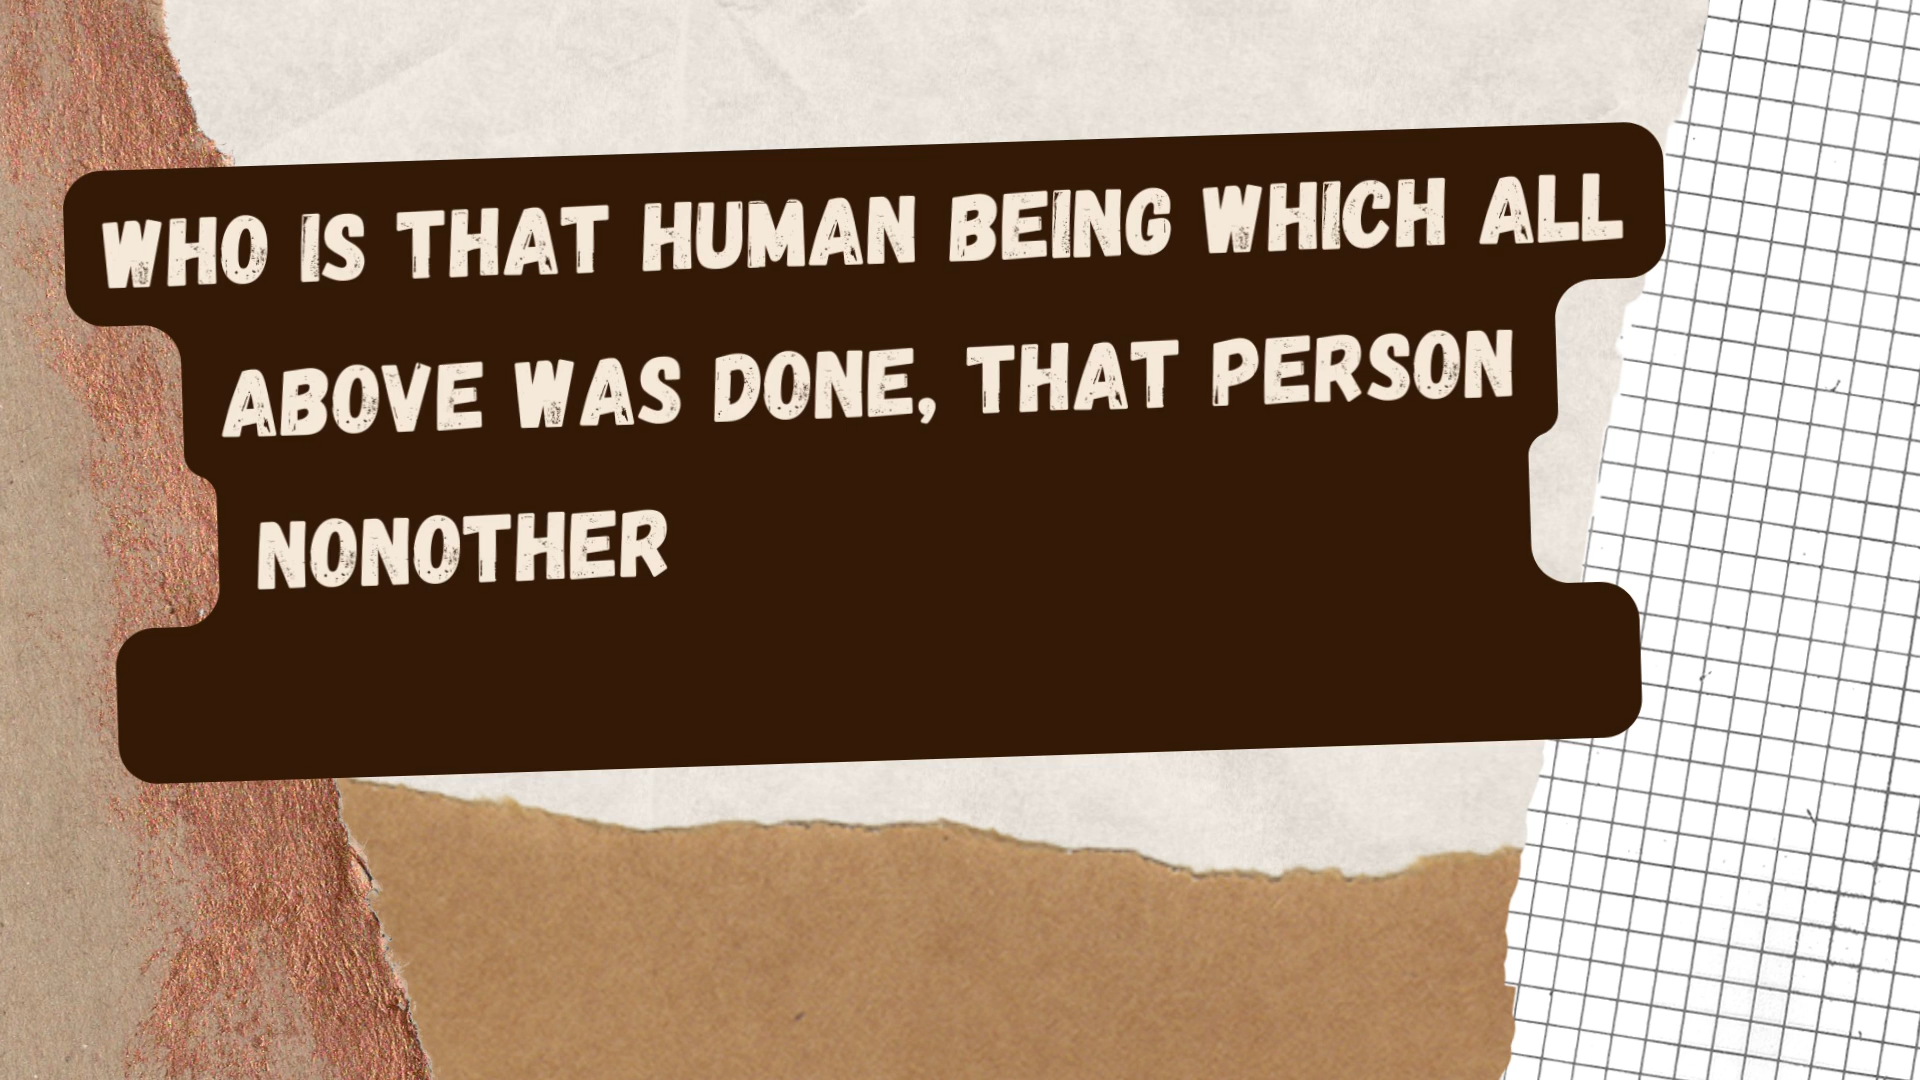 WHO IS THAT HUMAN BEING WHICH ALL
ABOVE WAS DONE, THAT PERSON
NONOTHER